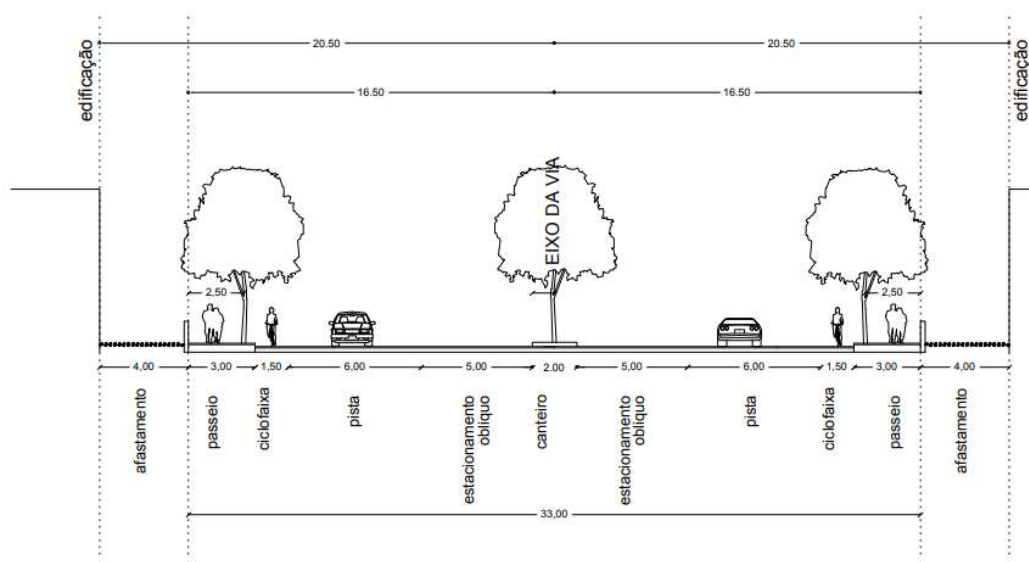 20.50
20.50
edificação
edificação
16.50
16.50
EIXO DA VIA
2,50
2,50
4,00
3,00
1,50
6,00
5,00
2.00
5,00
6,00
1,50
3,00
4,00
afastamento
passeio
ciclofaixa
pista
estacionamento
oblíquo
canteiro
estacionamento
oblíquo
pista
ciclofaixa
passeio
afastamento
33,00